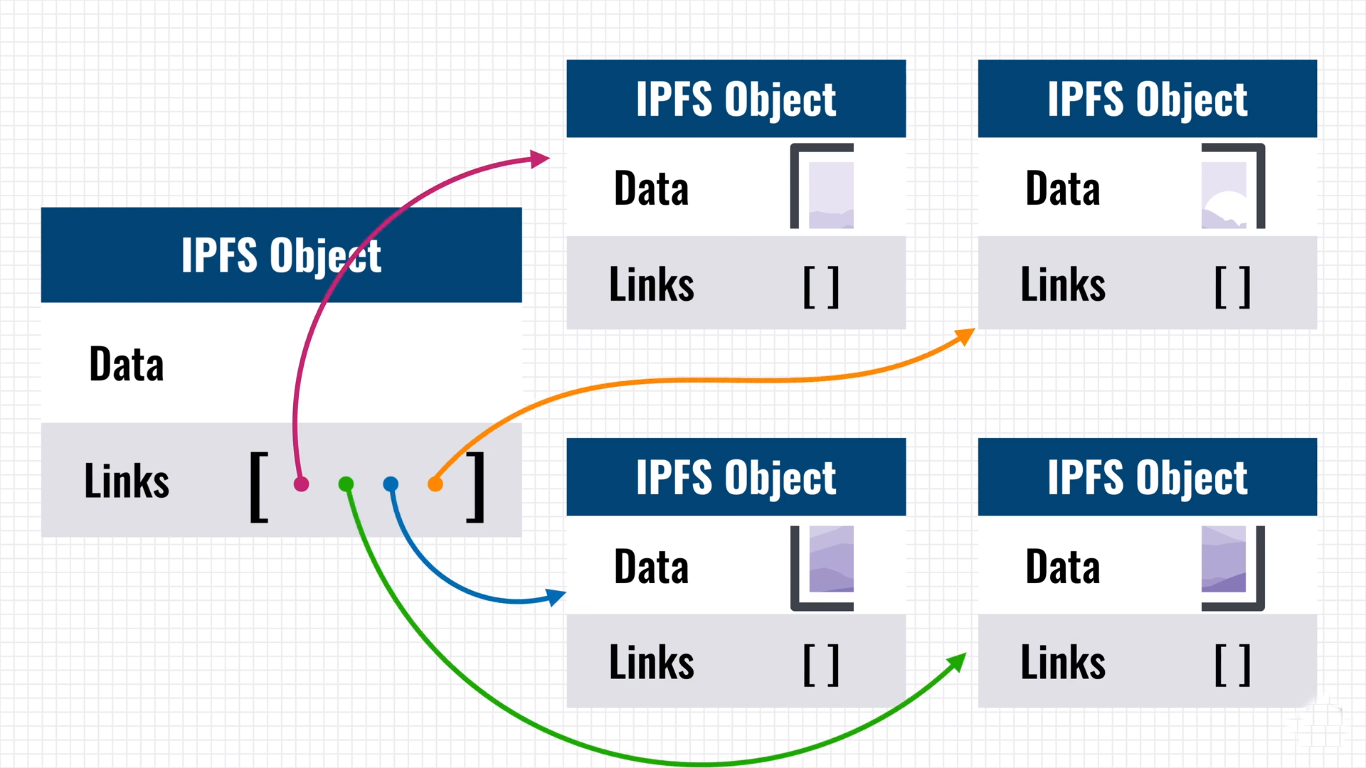 IPFS Object
Data
Links [ ]
IPFS Object
Data
Links [ ]
IPFS Object
Data
Links [ ]
IPFS Object
Data
Links [ ]
IPFS Object
Data
Links [ ]